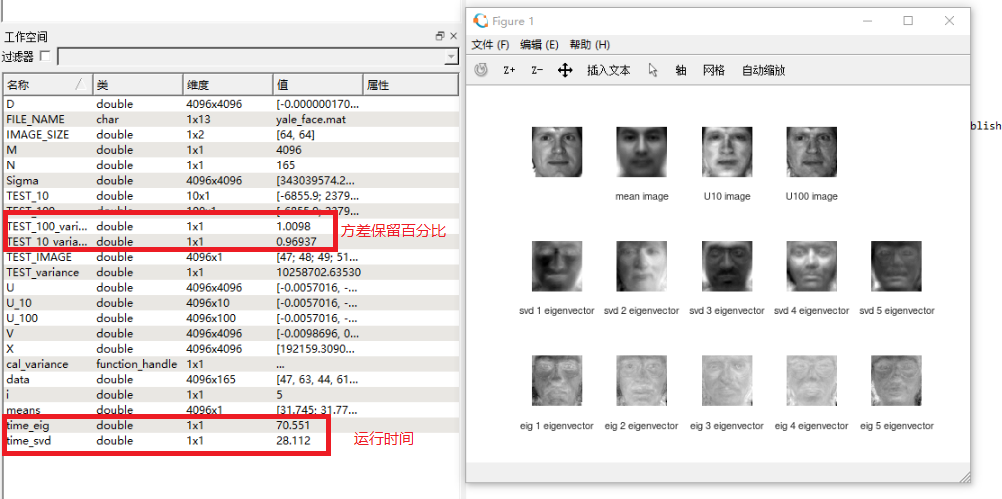 工作空间
过滤器
名称 类 维度 值 属性
D double 4096x4096 [-0.000000170...
FILE_NAME char 1x13 yale_face.mat
IMAGE_SIZE double 1x2 [64, 64]
M double 1x1 4096
N double 1x1 165
Sigma double 4096x4096 [343039574.2...
TEST_10 double 10x1 [-6855.9; 2379...
TEST_100_vari... double 1x1 1.0098
方差保留百分比
TEST_10_varia... double 1x1 0.96937
TEST_IMAGE double 4096x1 [47; 48; 49; 51...
TEST_variance double 1x1 10258702.63530
U double 4096x4096 [-0.0057016, -...
U_10 double 4096x10 [-0.0057016, -...
U_100 double 4096x100 [-0.0057016, -...
V double 4096x4096 [-0.0098696, 0...
X double 4096x4096 [192159.3090...
cal_variance function_handle 1x1 ...
data double 4096x165 [47, 63, 44, 61...
i double 1x1 5
means double 4096x1 [31.745; 31.77...
time_eig double 1x1 70.551
time_svd double 1x1 28.112
运行时间
Figure 1
文件 (F) 编辑 (E) 帮助 (H)
Z+ Z- 插入文本 轴 网格 自动缩放
blish
mean image U10 image U100 image
svd 1 eigenvector svd 2 eigenvector svd 3 eigenvector svd 4 eigenvector svd 5 eigenvector
eig 1 eigenvector eig 2 eigenvector eig 3 eigenvector eig 4 eigenvector eig 5 eigenvector